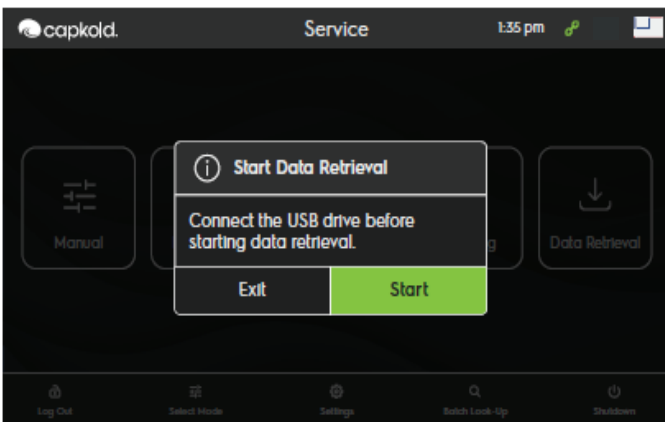 capkold. Service 1:35 pm
Start Data Retrieval
Connect the USB drive before
starting data retrieval.
Manual g Data Retrieval
Exit Start
Log Out Select Mode Settings Batch Look-Up Shutdown